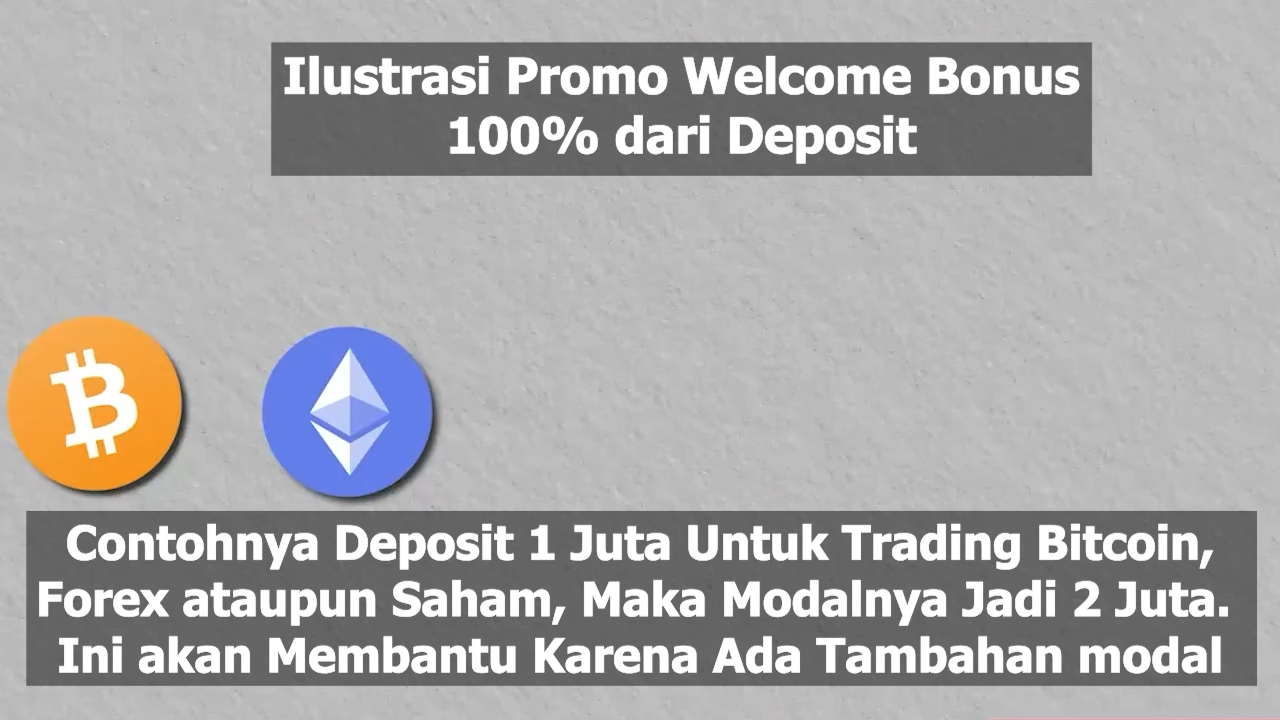 Ilustrasi Promo Welcome Bonus
100% dari Deposit
Contohnya Deposit 1 Juta Untuk Trading Bitcoin,
Forex ataupun Saham, Maka Modalnya Jadi 2 Juta.
Ini akan Membantu Karena Ada Tambahan modal